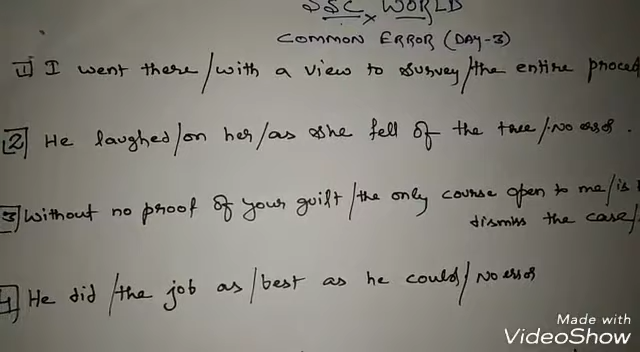 SSC WORLD
COMMON ERROR (DAY-3)
1) I went there / with a view to survey / the entire proced
2) He laughed / on her / as she fell of the tree / No error.
3) Without no proof of your guilt / the only course open to me / is
dismiss the case /
4) He did / the job as / best as he could / No error
Made with
VideoShow